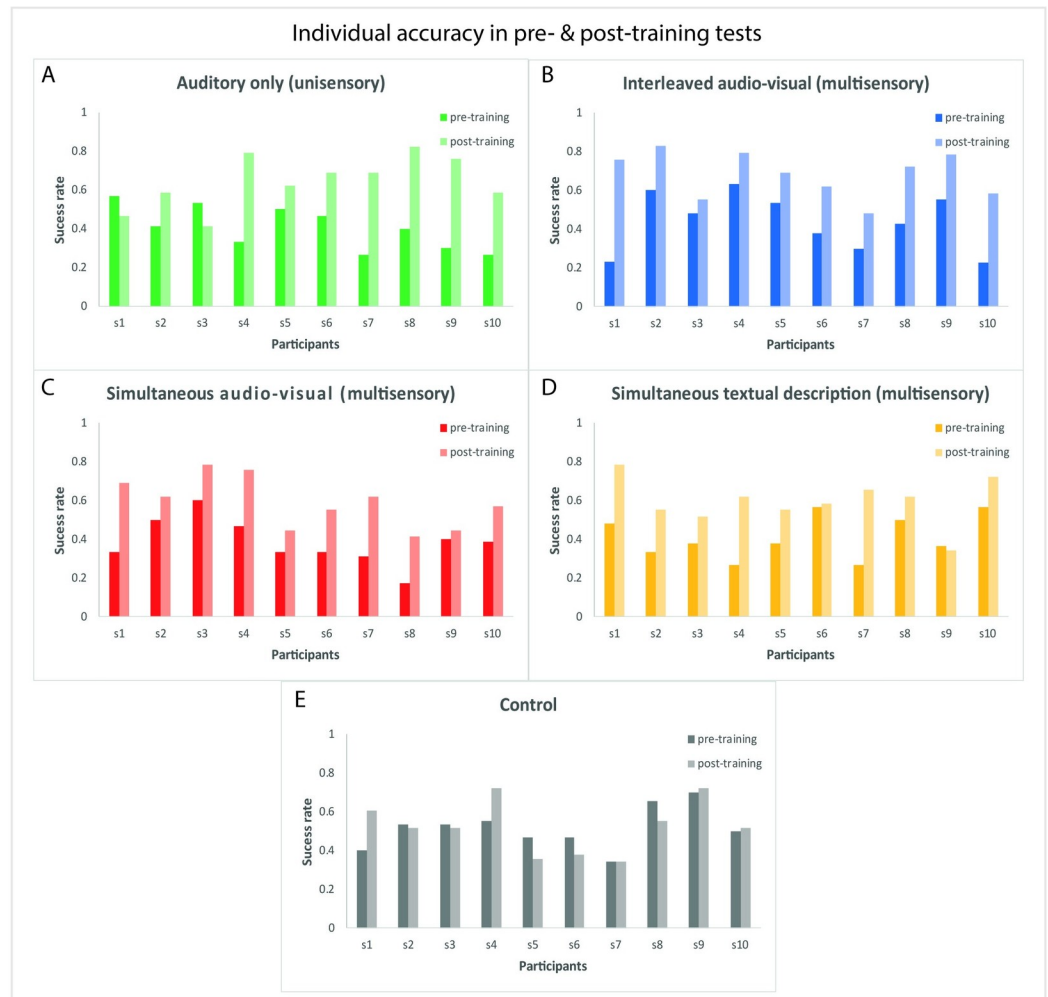 Individual accuracy in pre- & post-training tests
A
Auditory only (unisensory)
pre-training
post-training
Sucess rate
1
0.8
0.6
0.4
0.2
0
s1 s2 s3 s4 s5 s6 s7 s8 s9 s10
Participants
B
Interleaved audio-visual (multisensory)
pre-training
post-training
Sucess rate
1
0.8
0.6
0.4
0.2
0
s1 s2 s3 s4 s5 s6 s7 s8 s9 s10
Participants
C
Simultaneous audio-visual (multisensory)
pre-training
post-training
Sucess rate
1
0.8
0.6
0.4
0.2
0
s1 s2 s3 s4 s5 s6 s7 s8 s9 s10
Participants
D
Simultaneous textual description (multisensory)
pre-training
post-training
Sucess rate
1
0.8
0.6
0.4
0.2
0
s1 s2 s3 s4 s5 s6 s7 s8 s9 s10
Participants
E
Control
pre-training
post-training
Sucess rate
1
0.8
0.6
0.4
0.2
0
s1 s2 s3 s4 s5 s6 s7 s8 s9 s10
Participants